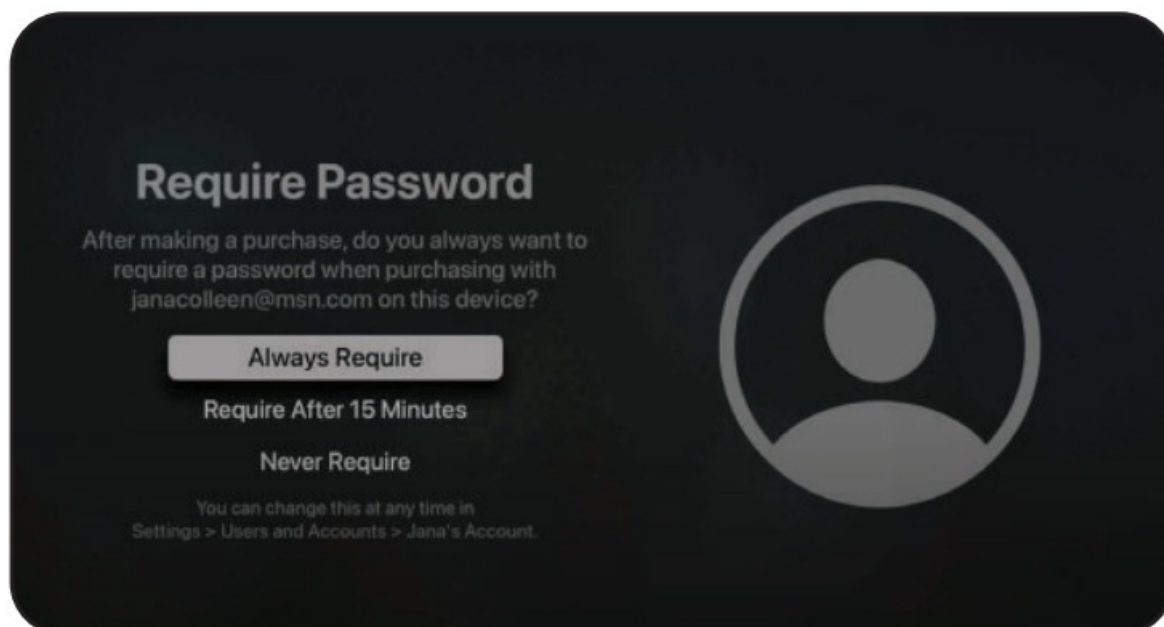 Require Password
After making a purchase, do you always want to
require a password when purchasing with
janacolleen@msn.com on this device?
Always Require
Require After 15 Minutes
Never Require
You can change this at any time in
Settings > Users and Accounts > Jana's Account.